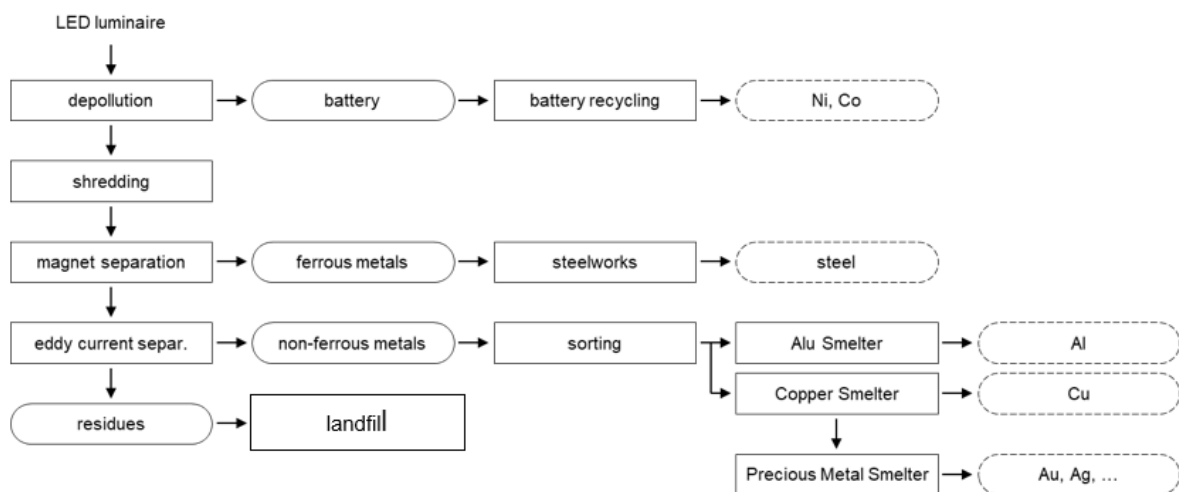 LED luminaire
depollution
battery
battery recycling
Ni, Co
shredding
magnet separation
ferrous metals
steelworks
steel
eddy current separ.
non-ferrous metals
sorting
Alu Smelter
Al
Copper Smelter
Cu
residues
landfill
Precious Metal Smelter
Au, Ag, ...